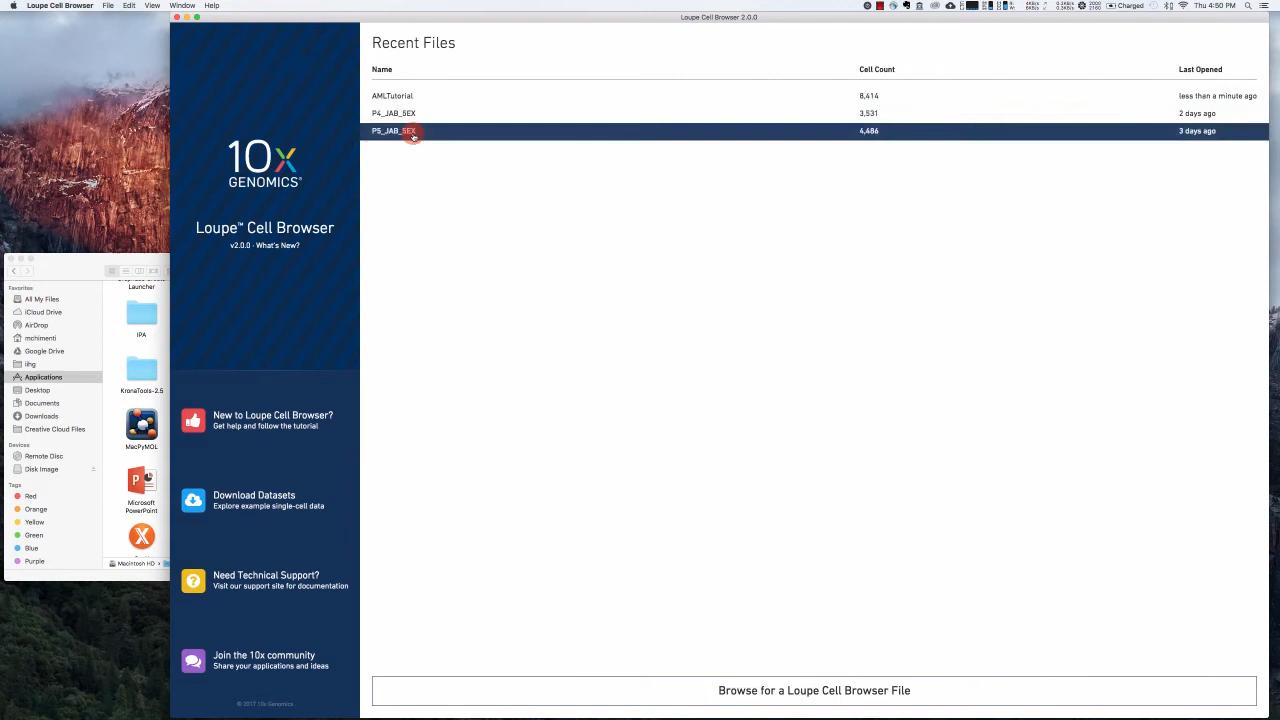 Loupe Cell Browser File Edit View Window Help
Charged Thu 4:50 PM
Loupe Cell Browser 2.0.0
Recent Files
Name Cell Count Last Opened
AMLTutorial 8,414 less than a minute ago
P4_JAB_5EX 3,531 2 days ago
P5_JAB_5EX 4,486 3 days ago
10x
GENOMICS®
Loupe™ Cell Browser
v2.0.0 · What's New?
New to Loupe Cell Browser?
Get help and follow the tutorial
Download Datasets
Explore example single-cell data
Need Technical Support?
Visit our support site for documentation
Join the 10x community
Share your applications and ideas
© 2017 10x Genomics
Browse for a Loupe Cell Browser File
Favorites
All My Files
iCloud Drive
AirDrop
mchimenti
Google Drive
iihg
Applications
Desktop
Documents
Downloads
Creative Cloud Files
Devices
Remote Disc
Disk Image
Tags
Red
Orange
Yellow
Green
Blue
Purple
Launcher
IPA
KronaTools-2.5
MacPyMOL
Microsoft
PowerPoint
Macintosh HD